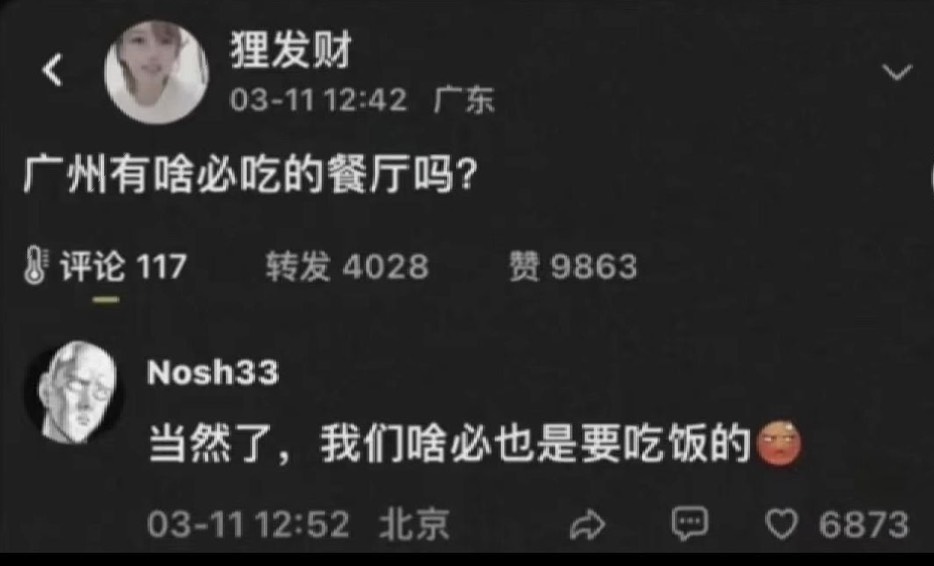 狸发财
03-11 12:42 广东
广州有啥必吃的餐厅吗?
评论 117 转发 4028 赞 9863
Nosh33
当然了，我们啥必也是要吃饭的
03-11 12:52 北京 6873